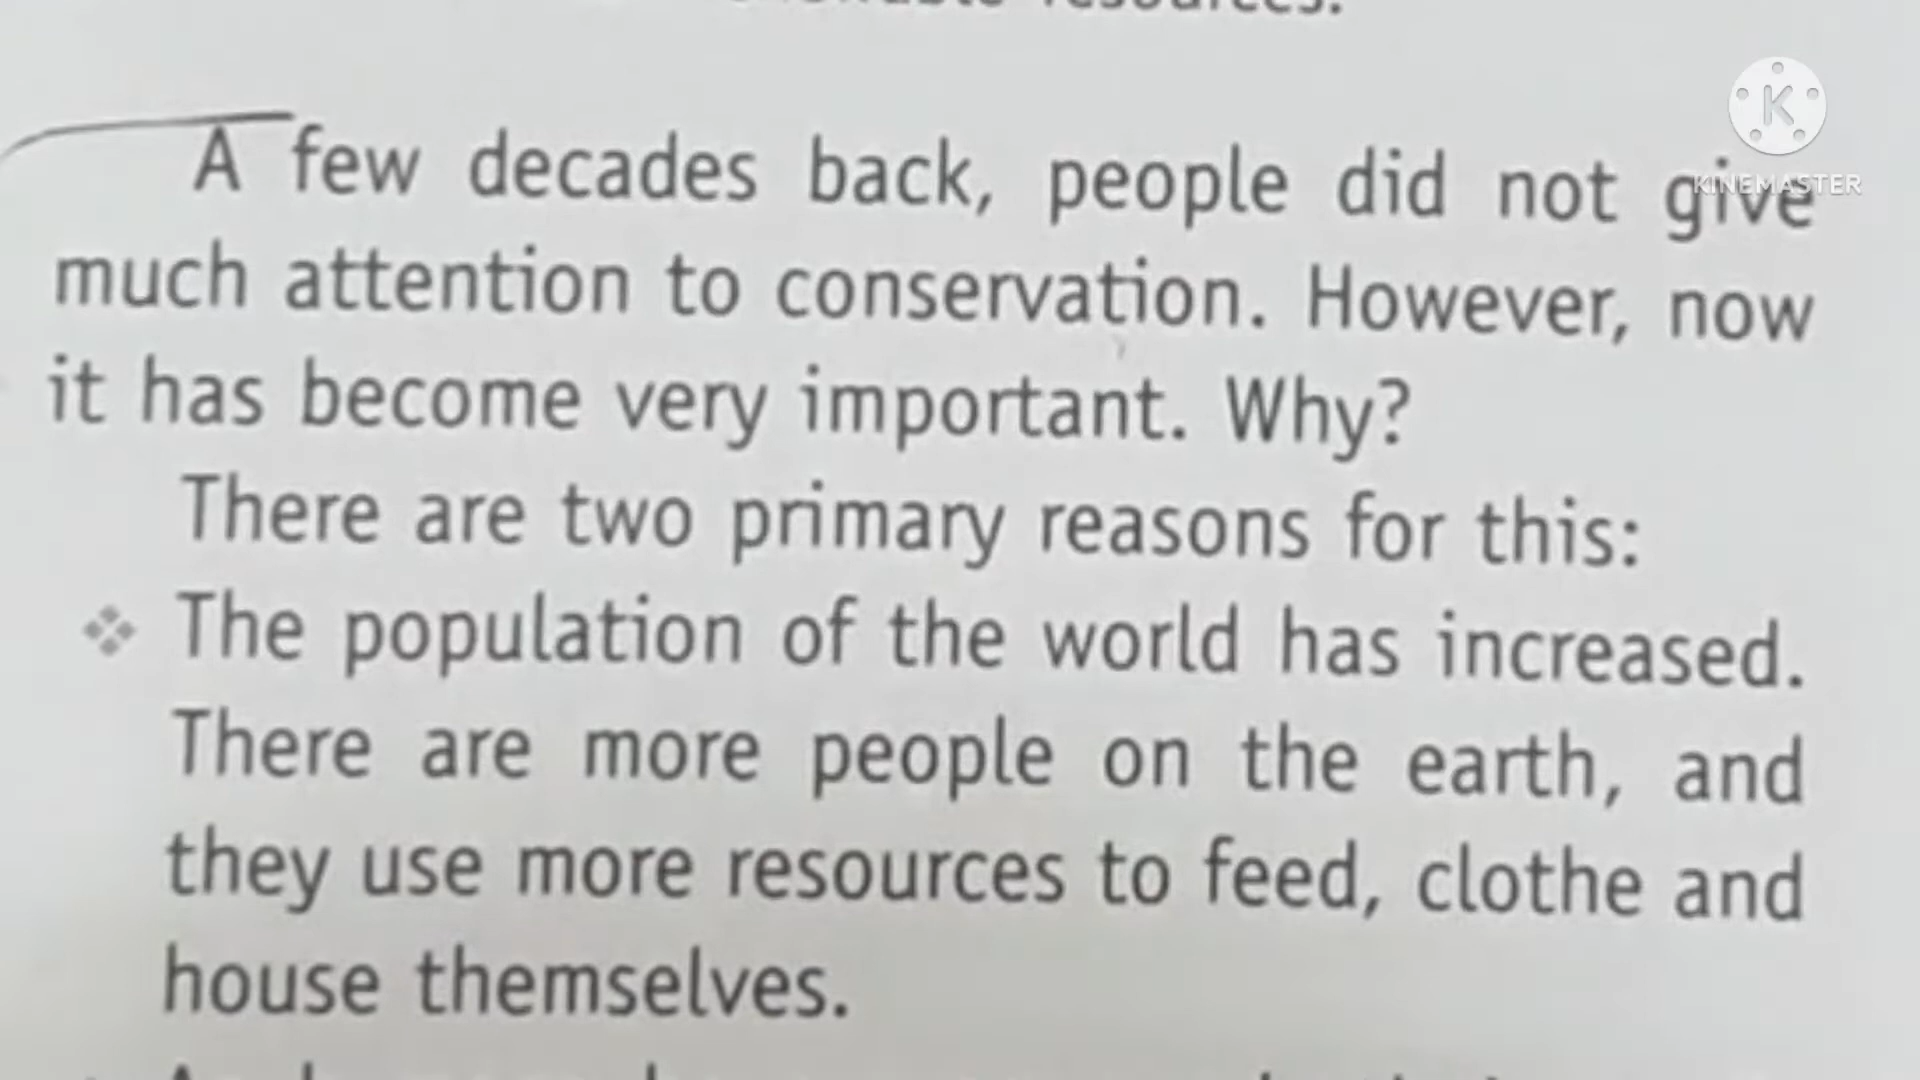 resources.
A few decades back, people did not give
much attention to conservation. However, now
it has become very important. Why?
There are two primary reasons for this:
❖ The population of the world has increased.
There are more people on the earth, and
they use more resources to feed, clothe and
house themselves.
K
KINEMASTER